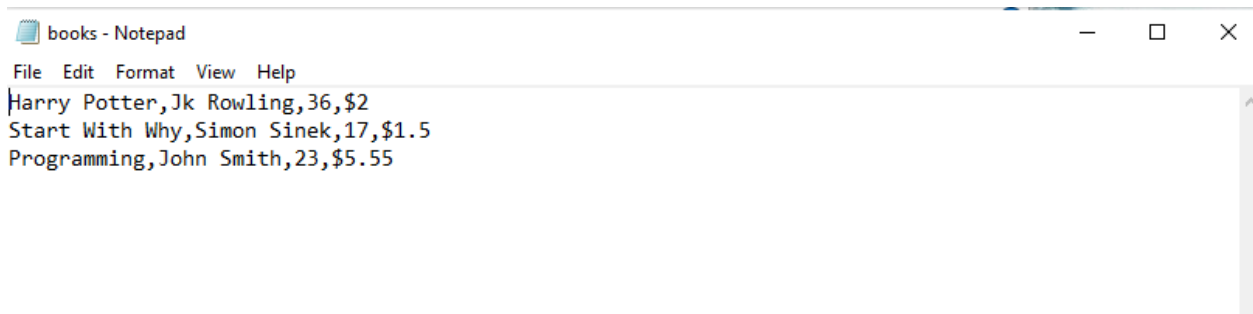 books - Notepad
File Edit Format View Help
Harry Potter,Jk Rowling,36,$2
Start With Why,Simon Sinek,17,$1.5
Programming,John Smith,23,$5.55